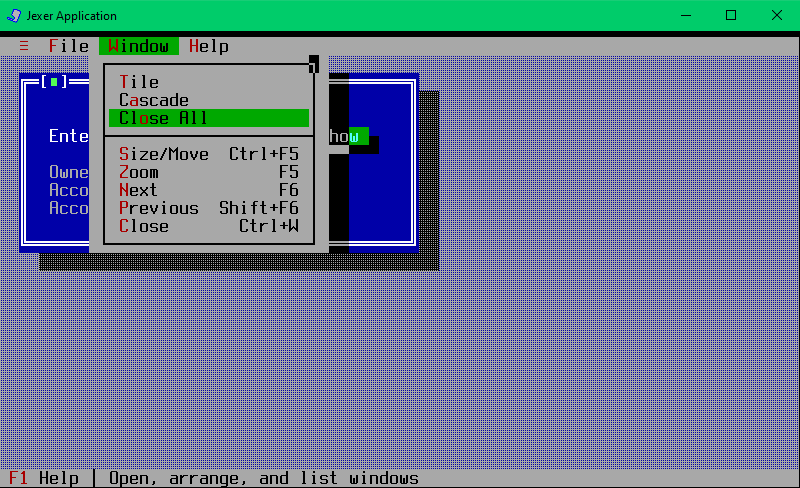 Jexer Application
☰ File Window Help
Tile
Cascade
Close All
Size/Move Ctrl+F5
Zoom F5
Next F6
Previous Shift+F6
Close Ctrl+W
Ente
how
Owne
Acco
Acco
F1 Help | Open, arrange, and list windows